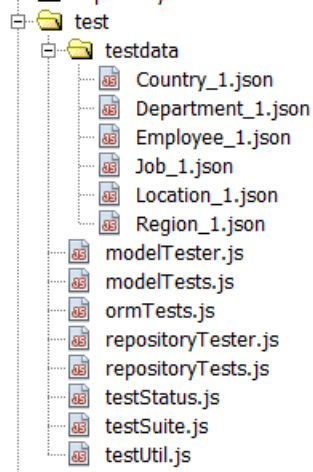 test
testdata
Country_1.json
Department_1.json
Employee_1.json
Job_1.json
Location_1.json
Region_1.json
modelTester.js
modelTests.js
ormTests.js
repositoryTester.js
repositoryTests.js
testStatus.js
testSuite.js
testUtil.js